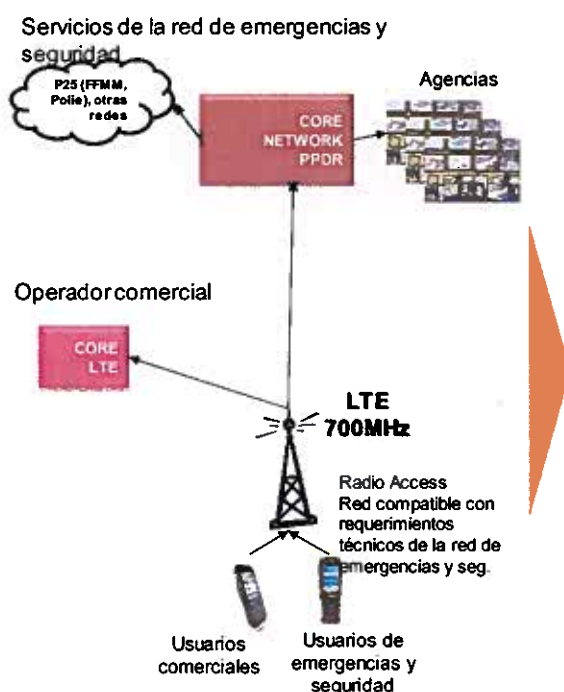 Servicios de la red de emergencias y
seguridad
P25 (FFMM,
Polie), otras
redes
CORE
NETWORK
PPDR
Agencias
Operador comercial
CORE
LTE
LTE
700MHz
Radio Access
Red compatible con
requerimientos
técnicos de la red de
emergencias y seg.
Usuarios
comerciales
Usuarios de
emergencias y
seguridad